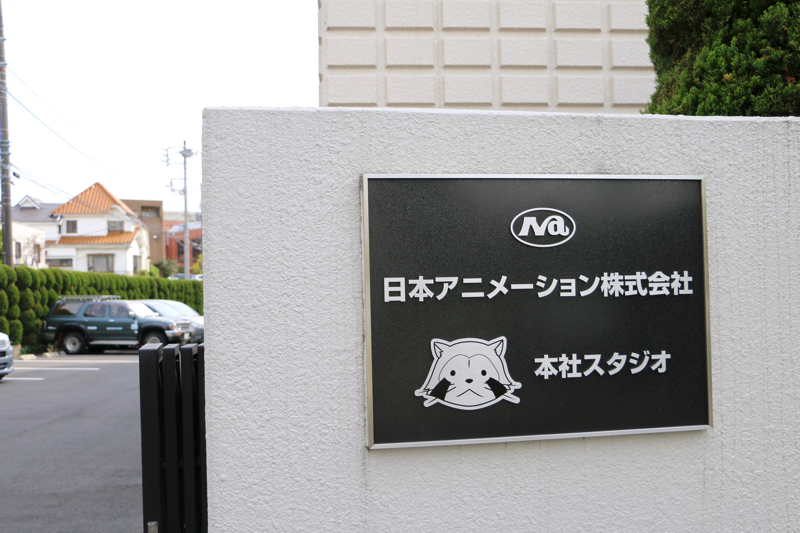 Na
日本アニメーション株式会社
本社スタジオ